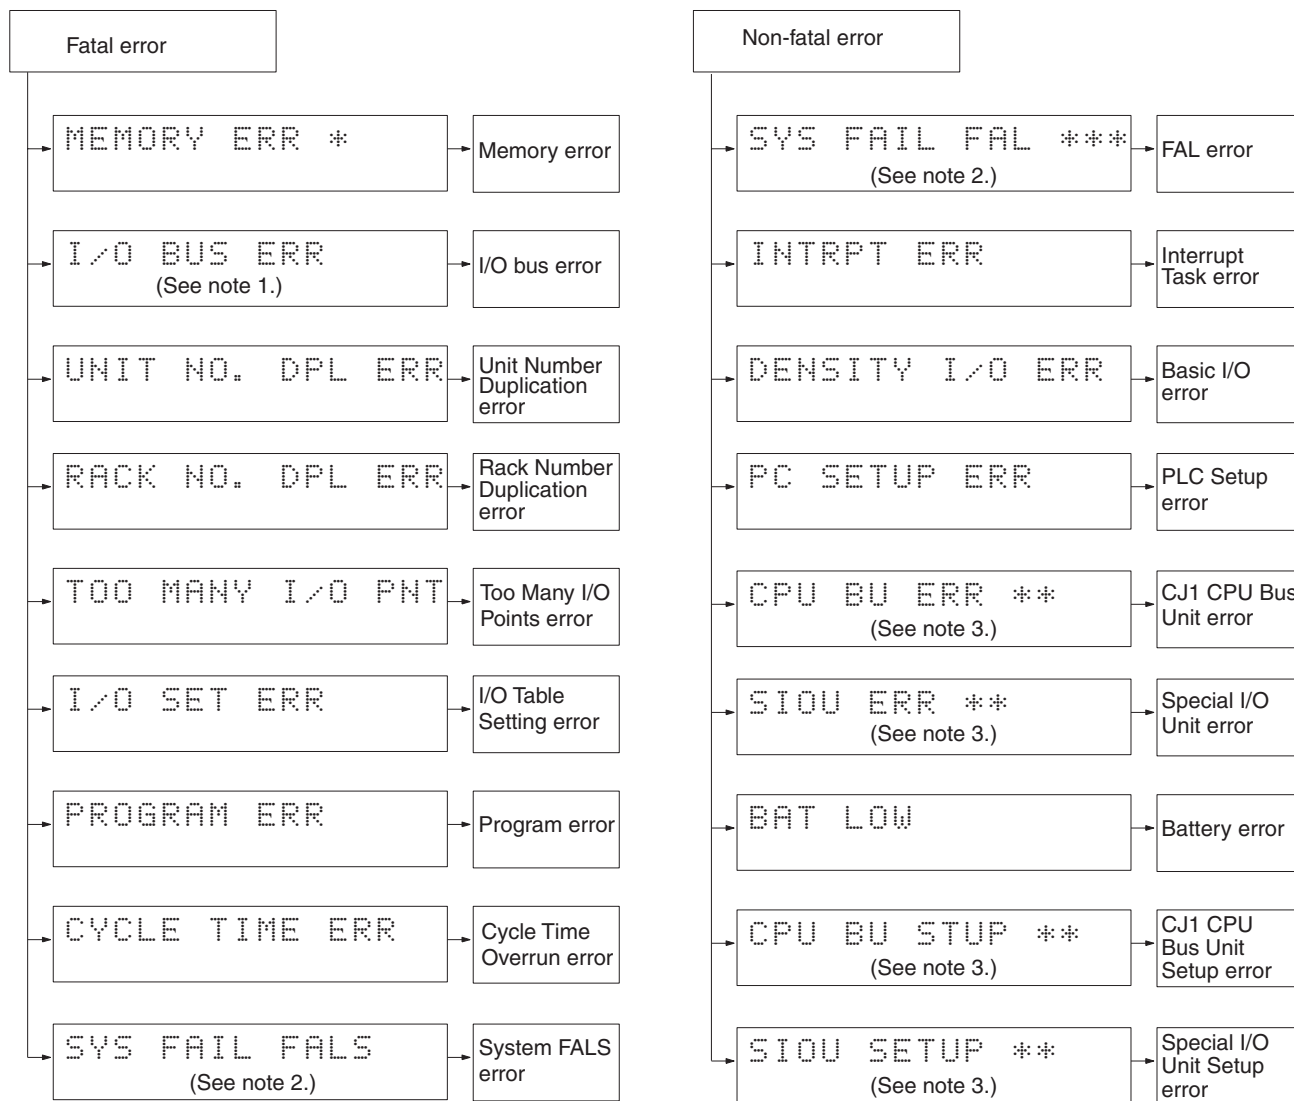 Fatal error
MEMORY ERR *
Memory error
I/O BUS ERR
(See note 1.)
I/O bus error
UNIT NO. DPL ERR
Unit Number
Duplication
error
RACK NO. DPL ERR
Rack Number
Duplication
error
TOO MANY I/O PNT
Too Many I/O
Points error
I/O SET ERR
I/O Table
Setting error
PROGRAM ERR
Program error
CYCLE TIME ERR
Cycle Time
Overrun error
SYS FAIL FALS
(See note 2.)
System FALS
error
Non-fatal error
SYS FAIL FAL ***
(See note 2.)
FAL error
INTRPT ERR
Interrupt
Task error
DENSITY I/O ERR
Basic I/O
error
PC SETUP ERR
PLC Setup
error
CPU BU ERR **
(See note 3.)
CJ1 CPU Bus
Unit error
SIOU ERR **
(See note 3.)
Special I/O
Unit error
BAT LOW
Battery error
CPU BU STUP **
(See note 3.)
CJ1 CPU
Bus Unit
Setup error
SIOU SETUP **
(See note 3.)
Special I/O
Unit Setup
error